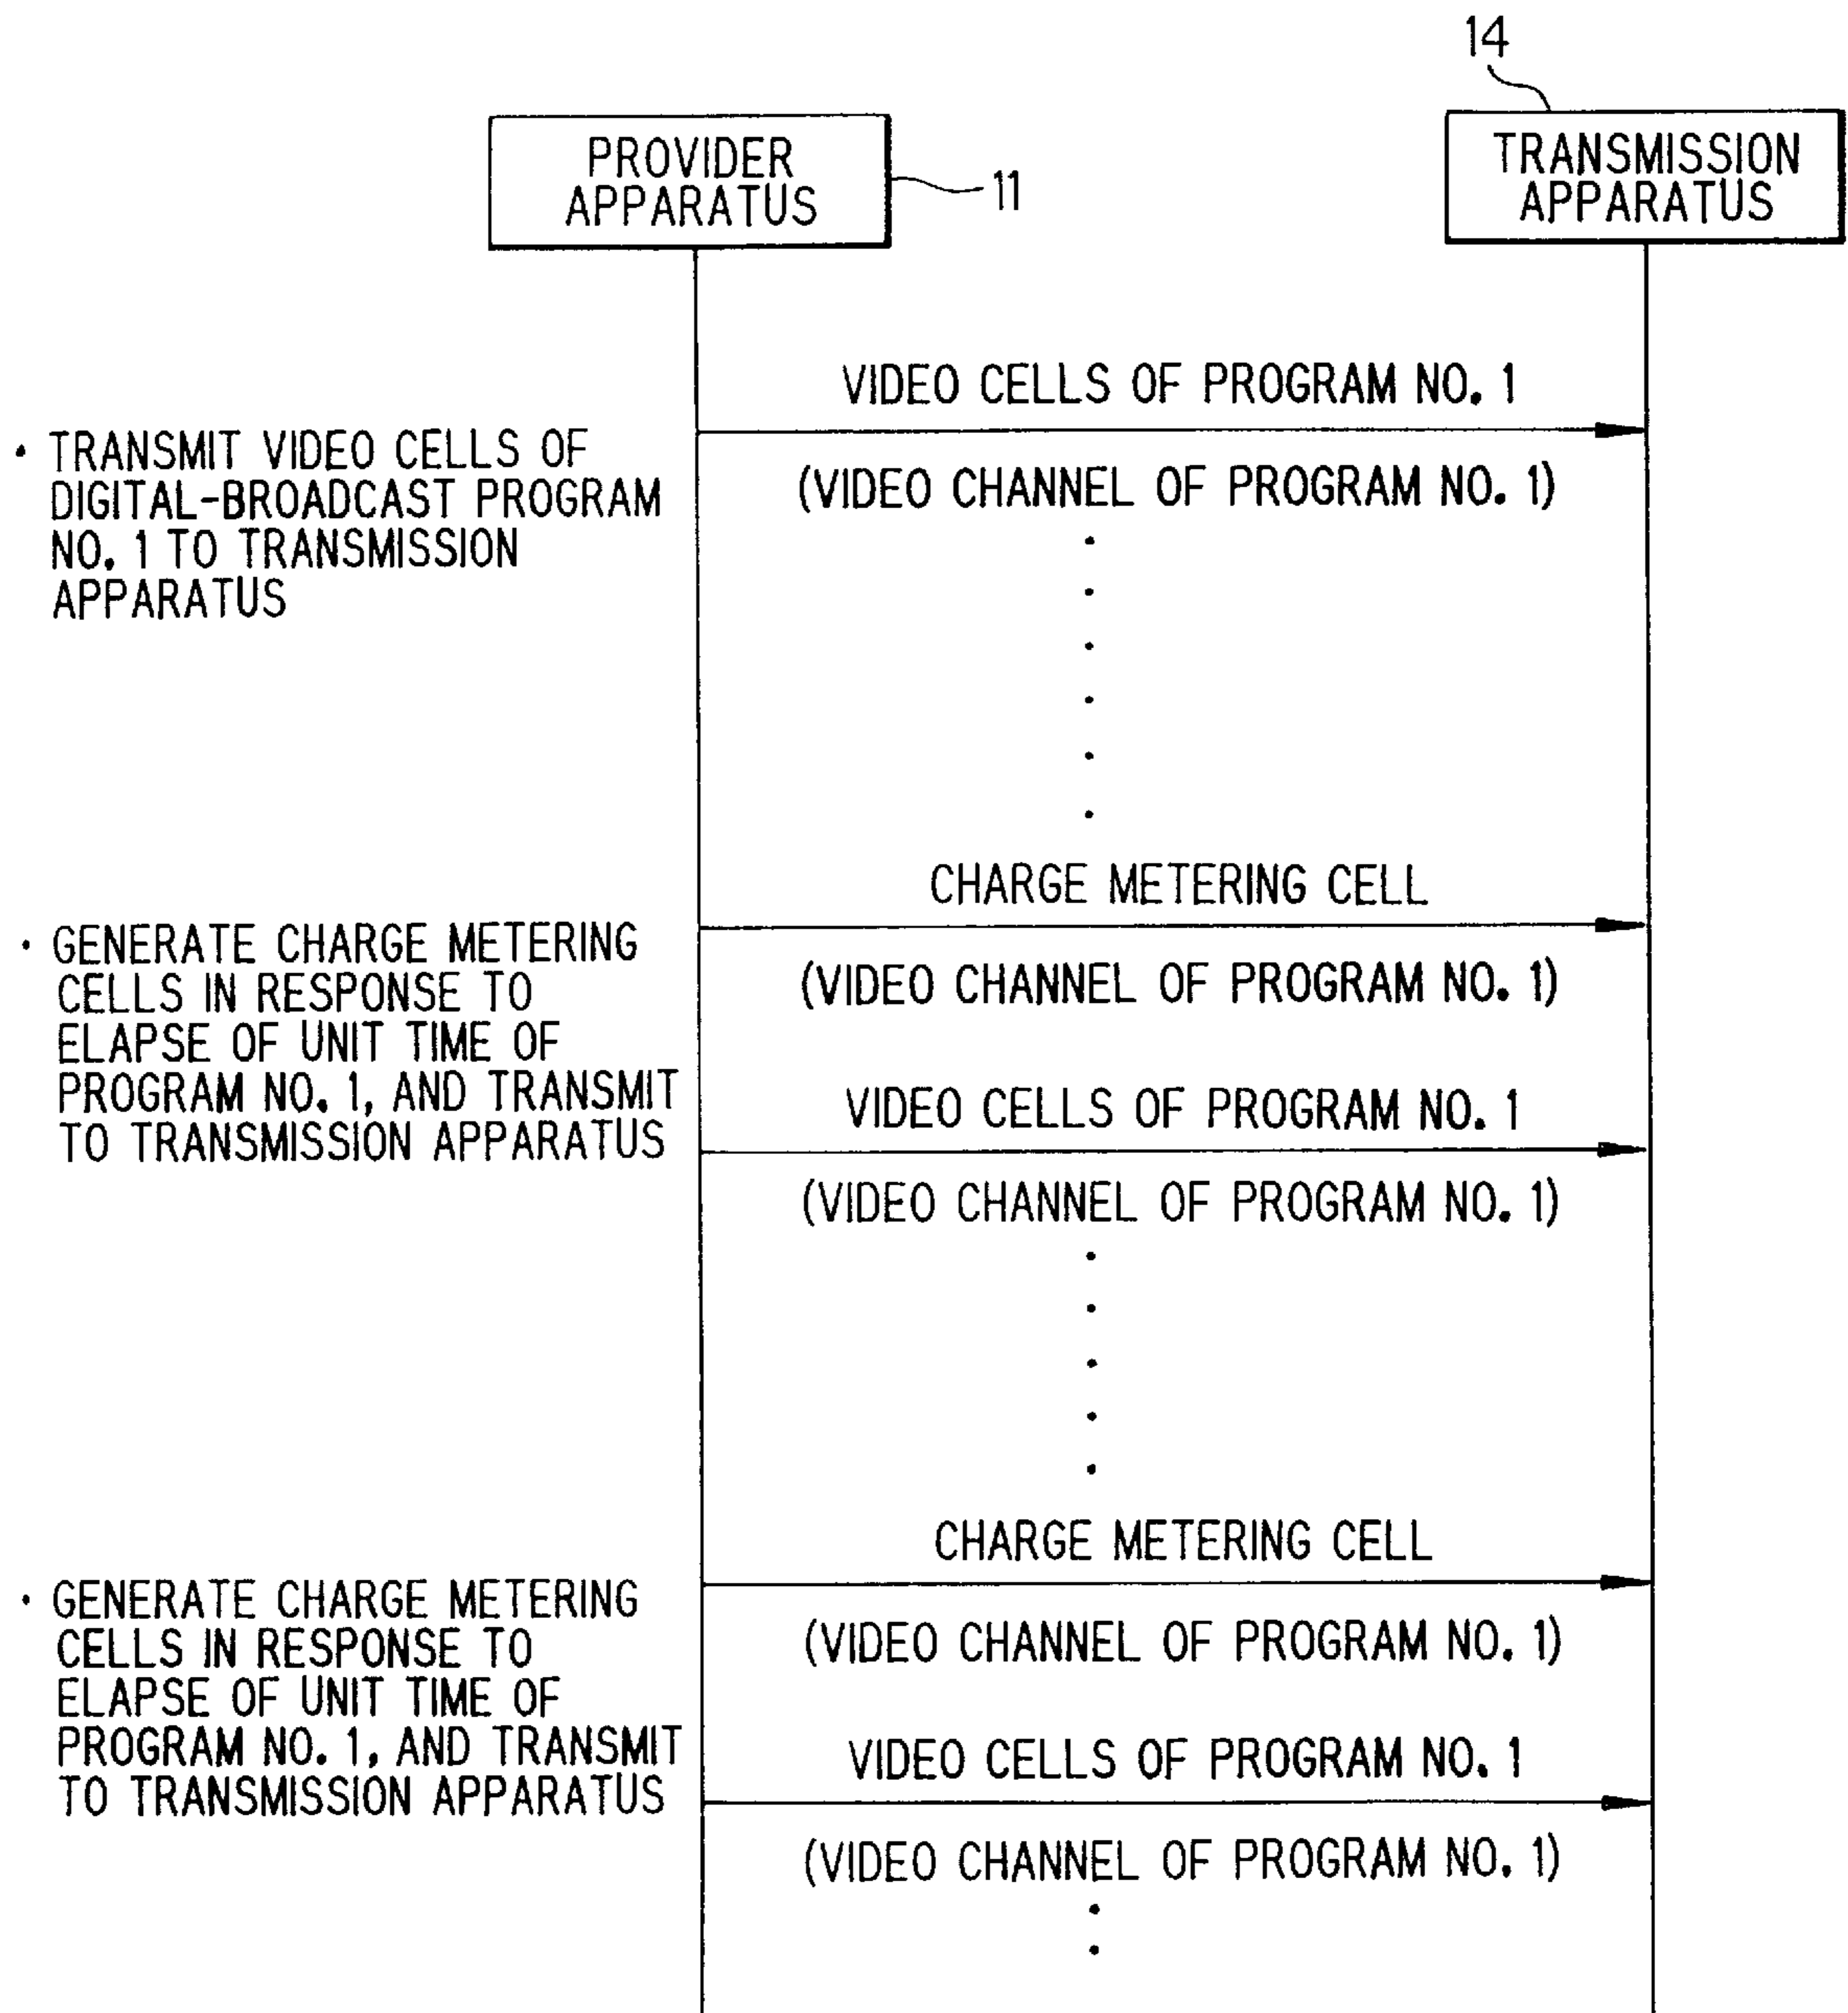 14
PROVIDER
APPARATUS
11
TRANSMISSION
APPARATUS
VIDEO CELLS OF PROGRAM NO. 1
(VIDEO CHANNEL OF PROGRAM NO. 1)
· TRANSMIT VIDEO CELLS OF
DIGITAL-BROADCAST PROGRAM
NO. 1 TO TRANSMISSION
APPARATUS
CHARGE METERING CELL
(VIDEO CHANNEL OF PROGRAM NO. 1)
· GENERATE CHARGE METERING
CELLS IN RESPONSE TO
ELAPSE OF UNIT TIME OF
PROGRAM NO. 1, AND TRANSMIT
TO TRANSMISSION APPARATUS
VIDEO CELLS OF PROGRAM NO. 1
(VIDEO CHANNEL OF PROGRAM NO. 1)
CHARGE METERING CELL
(VIDEO CHANNEL OF PROGRAM NO. 1)
· GENERATE CHARGE METERING
CELLS IN RESPONSE TO
ELAPSE OF UNIT TIME OF
PROGRAM NO. 1, AND TRANSMIT
TO TRANSMISSION APPARATUS
VIDEO CELLS OF PROGRAM NO. 1
(VIDEO CHANNEL OF PROGRAM NO. 1)